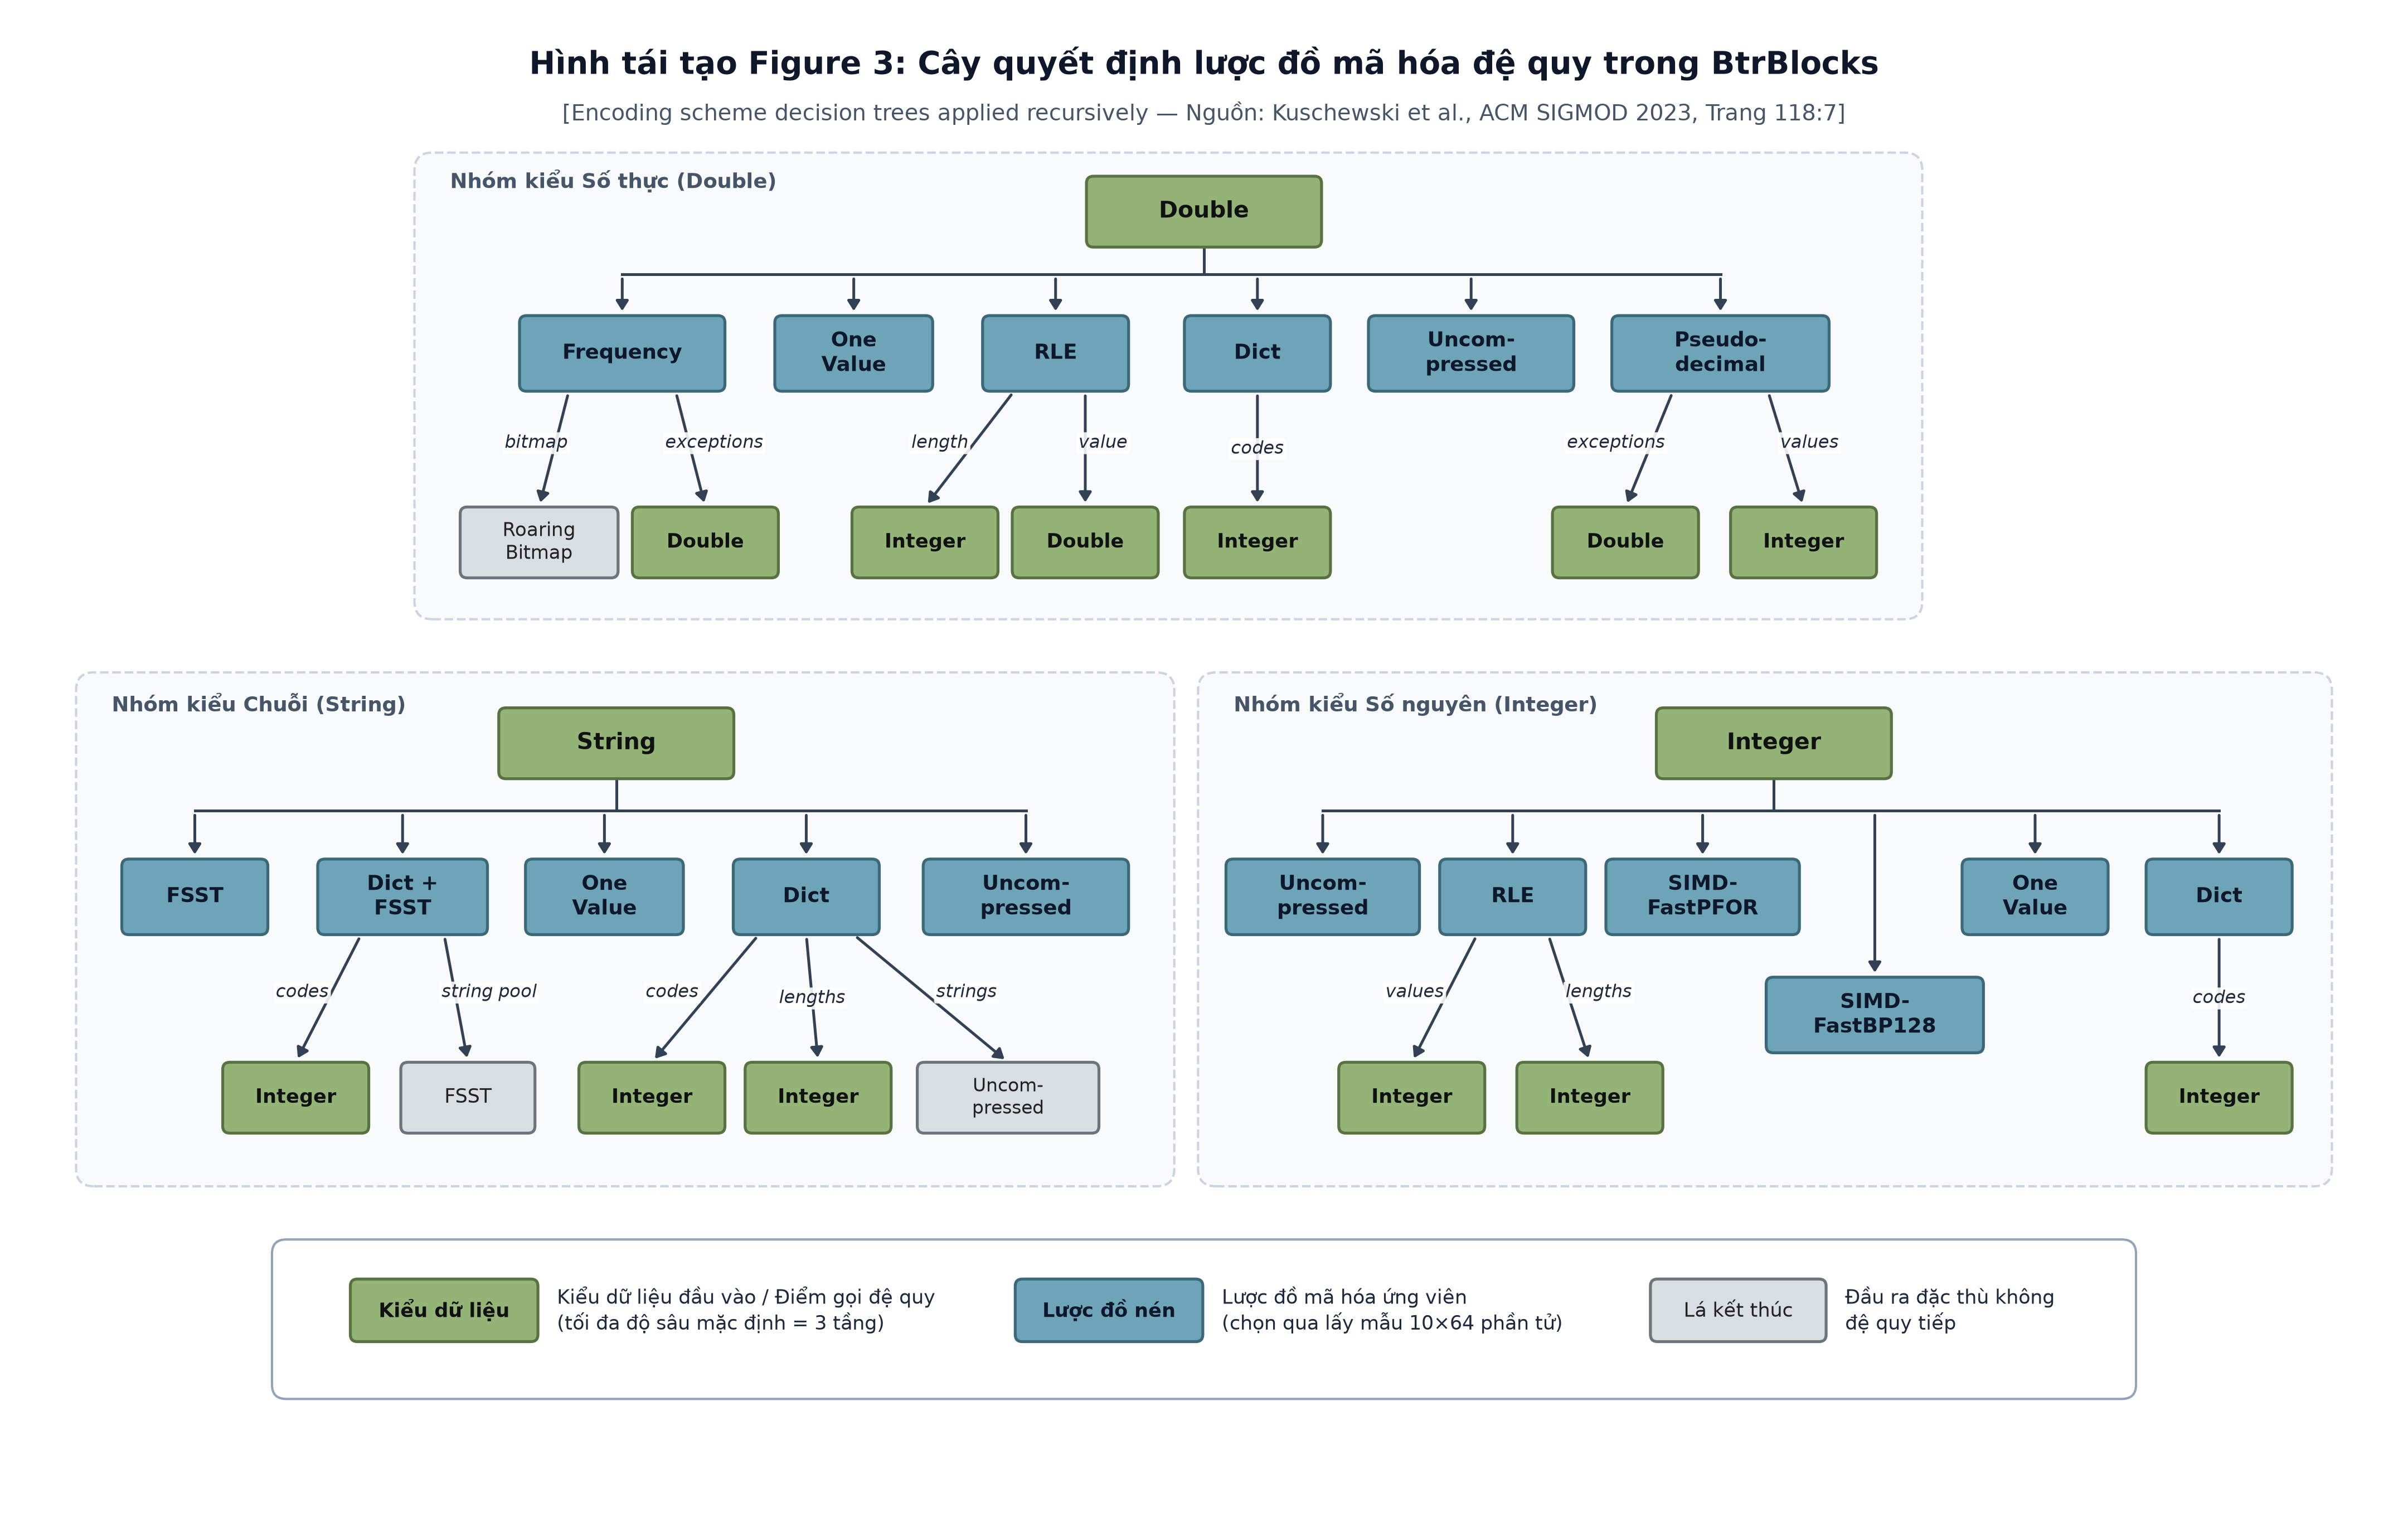 Hình tái tạo Figure 3: Cây quyết định lược đồ mã hóa đệ quy trong BtrBlocks
[Encoding scheme decision trees applied recursively — Nguồn: Kuschewski et al., ACM SIGMOD 2023, Trang 118:7]
Nhóm kiểu Số thực (Double)
Double
Frequency
One
Value
RLE
Dict
Uncom-
pressed
Pseudo-
decimal
bitmap
exceptions
length
value
codes
exceptions
values
Roaring
Bitmap
Double
Integer
Double
Integer
Double
Integer
Nhóm kiểu Chuỗi (String)
String
FSST
Dict +
FSST
One
Value
Dict
Uncom-
pressed
codes
string pool
codes
lengths
strings
Integer
FSST
Integer
Integer
Uncom-
pressed
Nhóm kiểu Số nguyên (Integer)
Integer
Uncom-
pressed
RLE
SIMD-
FastPFOR
SIMD-
FastBP128
One
Value
Dict
values
lengths
codes
Integer
Integer
Integer
Kiểu dữ liệu
Kiểu dữ liệu đầu vào / Điểm gọi đệ quy
(tối đa độ sâu mặc định = 3 tầng)
Lược đồ nén
Lược đồ mã hóa ứng viên
(chọn qua lấy mẫu 10×64 phần tử)
Lá kết thúc
Đầu ra đặc thù không
đệ quy tiếp